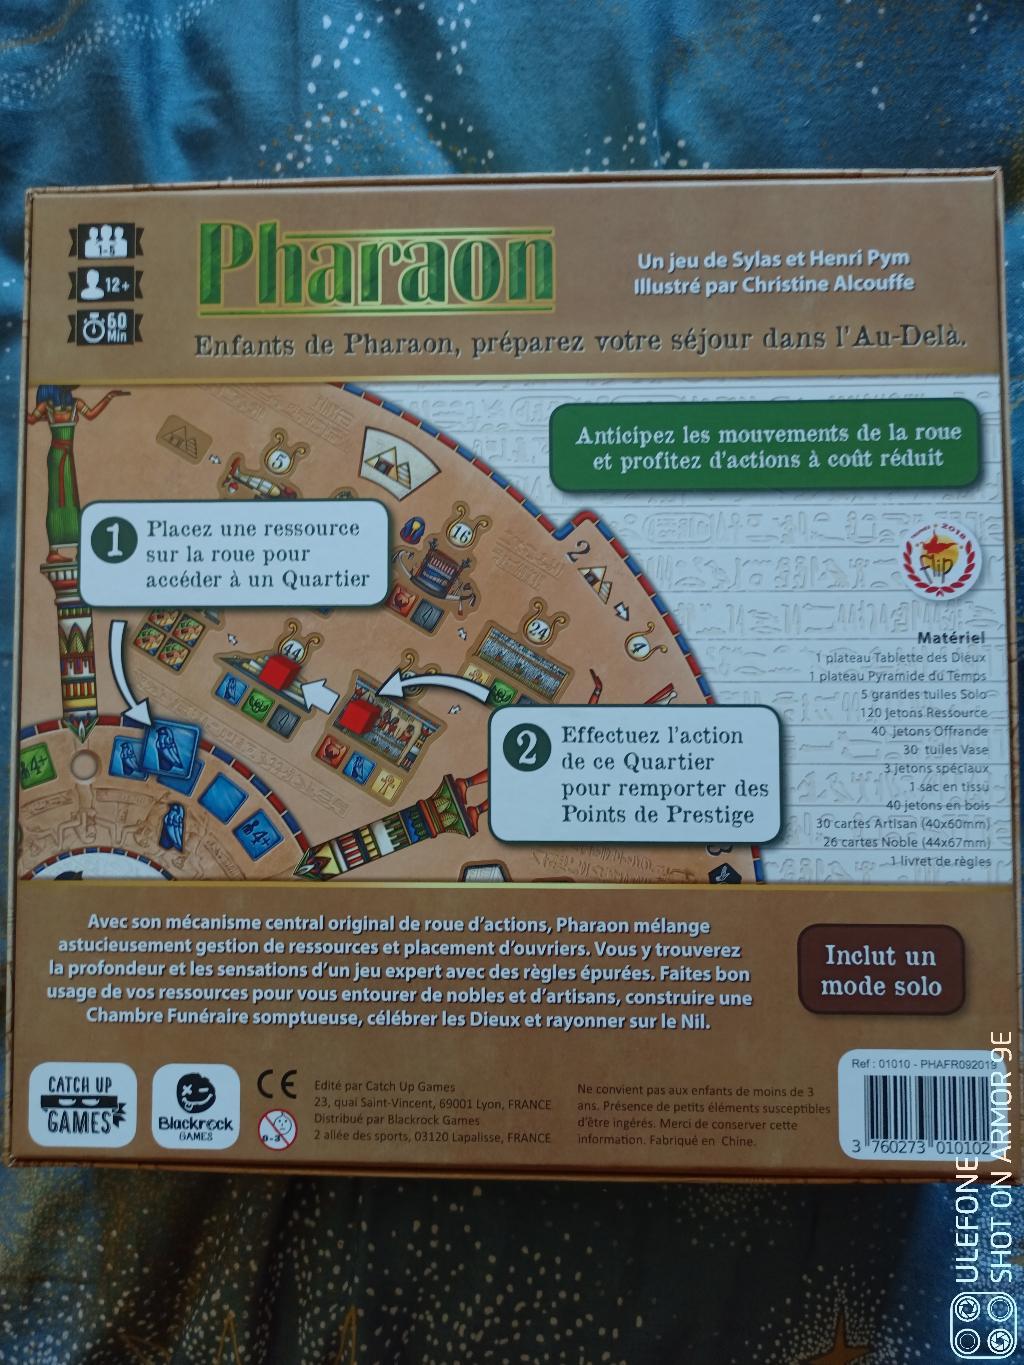 1-5
12+
60
Min
Pharaon
Un jeu de Sylas et Henri Pym
Illustré par Christine Alcouffe
Enfants de Pharaon, préparez votre séjour dans l'Au-Delà.
Anticipez les mouvements de la roue
et profitez d'actions à coût réduit
1
Placez une ressource
sur la roue pour
accéder à un Quartier
5
16
2
24
4
44
4+
4+
2
Effectuez l'action
de ce Quartier
pour remporter des
Points de Prestige
2018
Flip
Matériel
1 plateau Tablette des Dieux
1 plateau Pyramide du Temps
5 grandes tuiles Solo
120 jetons Ressource
40 jetons Offrande
30 tuiles Vase
3 jetons spéciaux
1 sac en tissu
40 jetons en bois
30 cartes Artisan (40x60mm)
26 cartes Noble (44x67mm)
1 livret de règles
Avec son mécanisme central original de roue d'actions, Pharaon mélange
astucieusement gestion de ressources et placement d'ouvriers. Vous y trouverez
la profondeur et les sensations d'un jeu expert avec des règles épurées. Faites bon
usage de vos ressources pour vous entourer de nobles et d'artisans, construire une
Chambre Funéraire somptueuse, célébrer les Dieux et rayonner sur le Nil.
Inclut un
mode solo
CATCH UP
GAMES
Blackrock
GAMES
CE
0-3
Edité par Catch Up Games
23, quai Saint-Vincent, 69001 Lyon, FRANCE
Distribué par Blackrock Games
2 allée des sports, 03120 Lapalisse, FRANCE
Ne convient pas aux enfants de moins de 3
ans. Présence de petits éléments susceptibles
d'être ingérés. Merci de conserver cette
information. Fabriqué en Chine.
Ref : 01010 - PHAFR092019
3 760273 010102
ULEFONE
SHOT ON ARMOR 9E